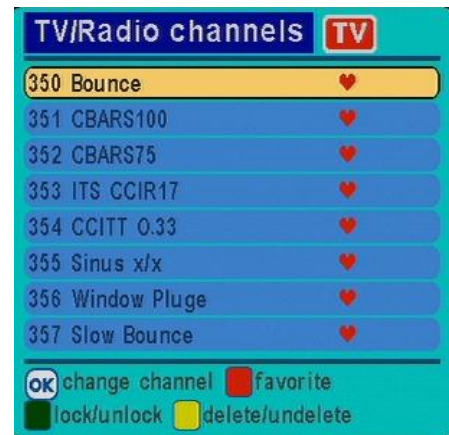 TV/Radio channels TV
350 Bounce
351 CBARS100
352 CBARS75
353 ITS CCIR17
354 CCITT O.33
355 Sinus x/x
356 Window Pluge
357 Slow Bounce
OK change channel favorite
lock/unlock delete/undelete